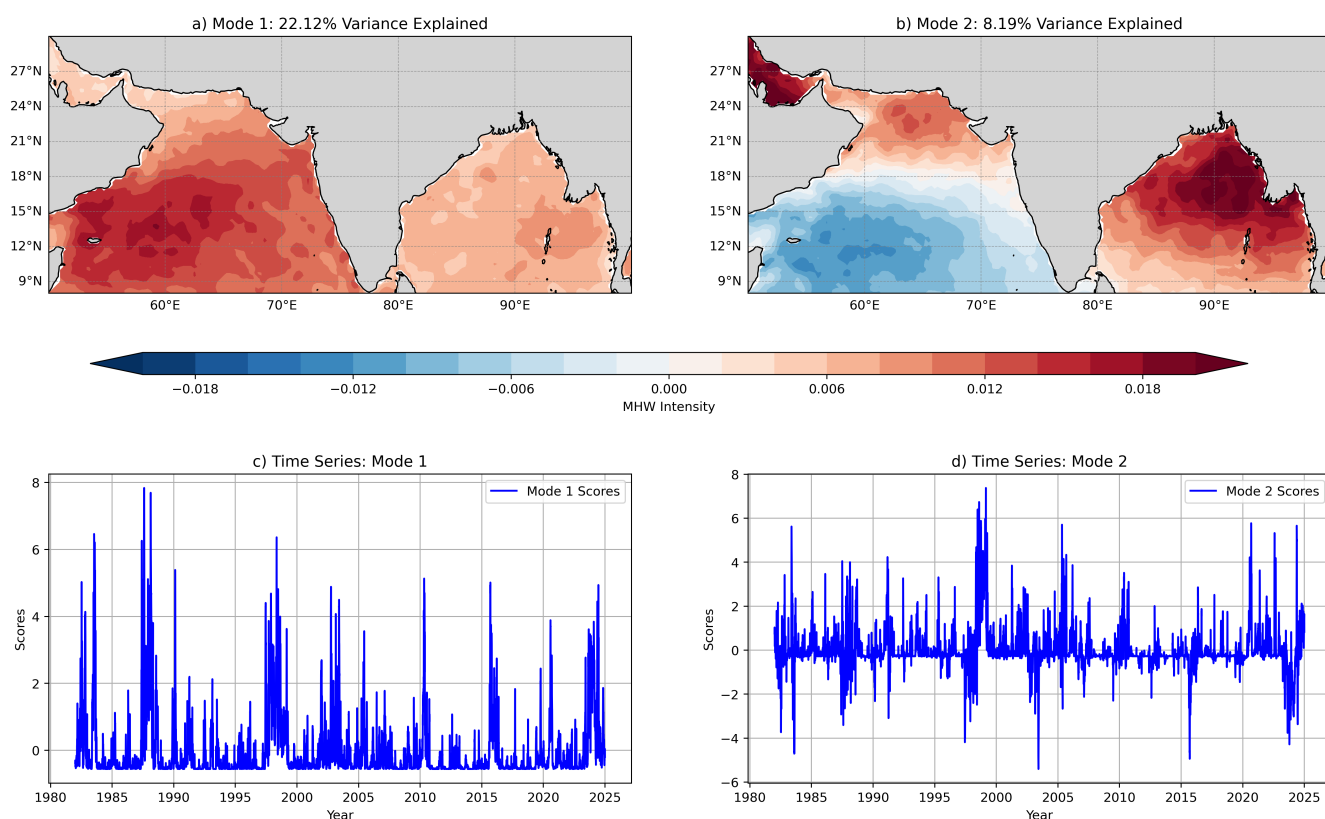 a) Mode 1: 22.12% Variance Explained
b) Mode 2: 8.19% Variance Explained
27°N
24°N
21°N
18°N
15°N
12°N
9°N
60°E
70°E
80°E
90°E
27°N
24°N
21°N
18°N
15°N
12°N
9°N
60°E
70°E
80°E
90°E
−0.018
−0.012
−0.006
0.000
0.006
0.012
0.018
MHW Intensity
c) Time Series: Mode 1
8
6
4
2
0
Scores
Mode 1 Scores
1980
1985
1990
1995
2000
2005
2010
2015
2020
2025
Year
d) Time Series: Mode 2
8
6
4
2
0
−2
−4
−6
Scores
Mode 2 Scores
1980
1985
1990
1995
2000
2005
2010
2015
2020
2025
Year